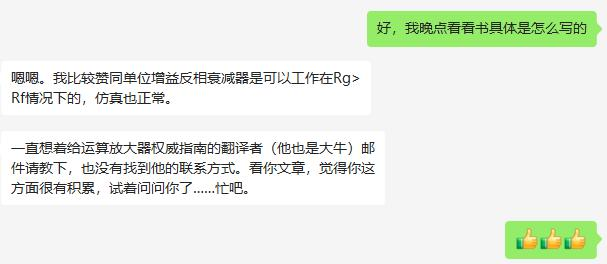 好，我晚点看看书具体是怎么写的
嗯嗯。我比较赞同单位增益反相衰减器是可以工作在Rg>
Rf情况下的，仿真也正常。
一直想着给运算放大器权威指南的翻译者（他也是大牛）邮
件请教下，也没有找到他的联系方式。看你文章，觉得你这
方面很有积累，试着问问你了......忙吧。